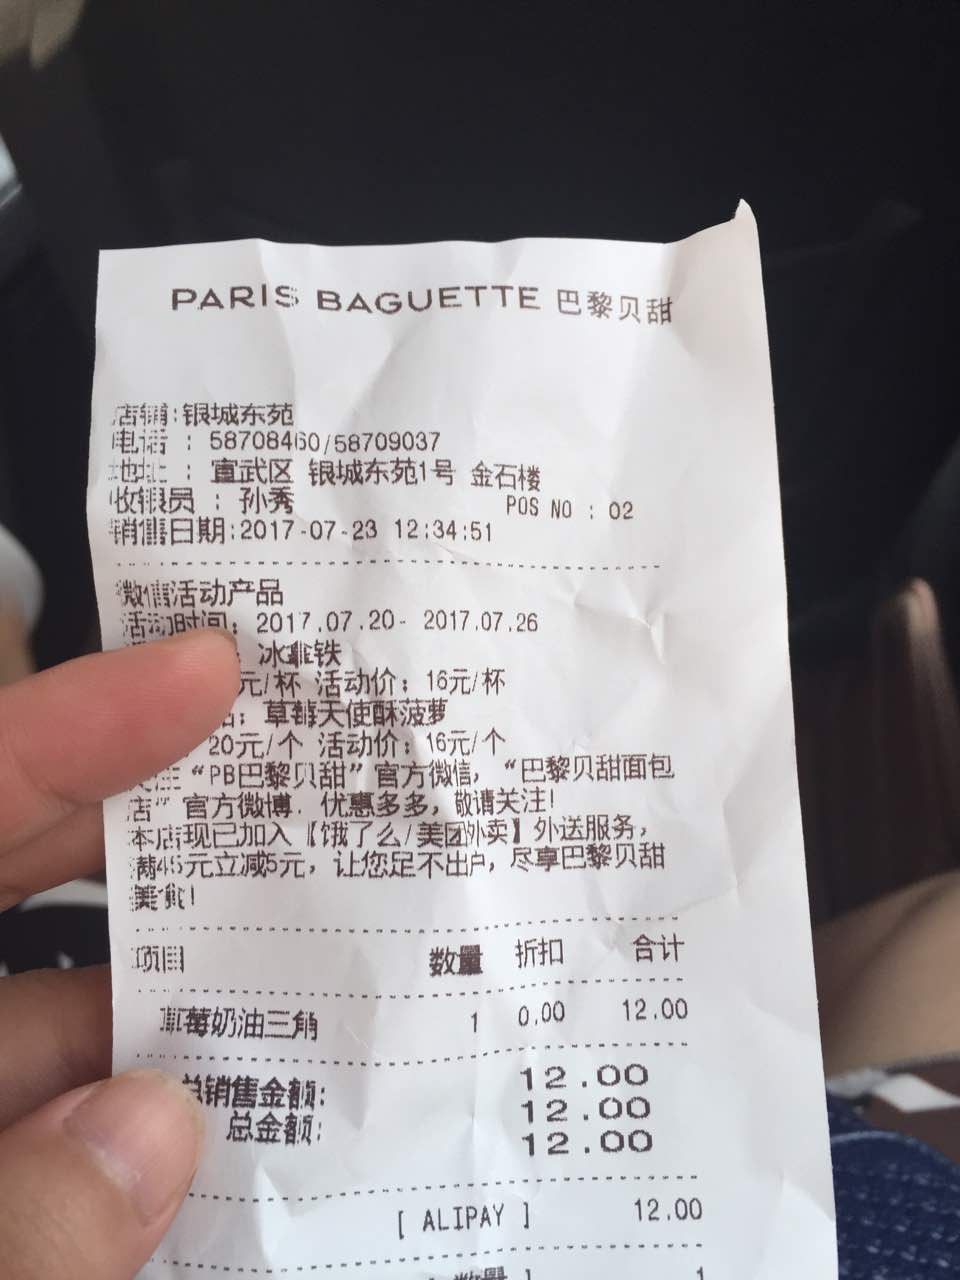 PARIS BAGUETTE 巴黎贝甜
店铺:银城东苑
电话 : 58708460/58709037
地址 : 宣武区 银城东苑1号 金石楼
收银员 : 孙秀 POS NO : 02
销售日期:2017-07-23 12:34:51
微信活动产品
活动时间: 2017.07.20- 2017.07.26
冰拿铁
元/杯 活动价: 16元/杯
品: 草莓天使酥菠萝
20元/个 活动价: 16元/个
“PB巴黎贝甜”官方微信, “巴黎贝甜面包
店”官方微博. 优惠多多, 敬请关注!
本店现已加入【饿了么/美团外卖】外送服务,
满45元立减5元, 让您足不出户, 尽享巴黎贝甜
美食!
项目 数量 折扣 合计
草莓奶油三角 1 0.00 12.00
总销售金额: 12.00
总金额: 12.00
12.00
[ ALIPAY ] 12.00
[ 数量 ] 1